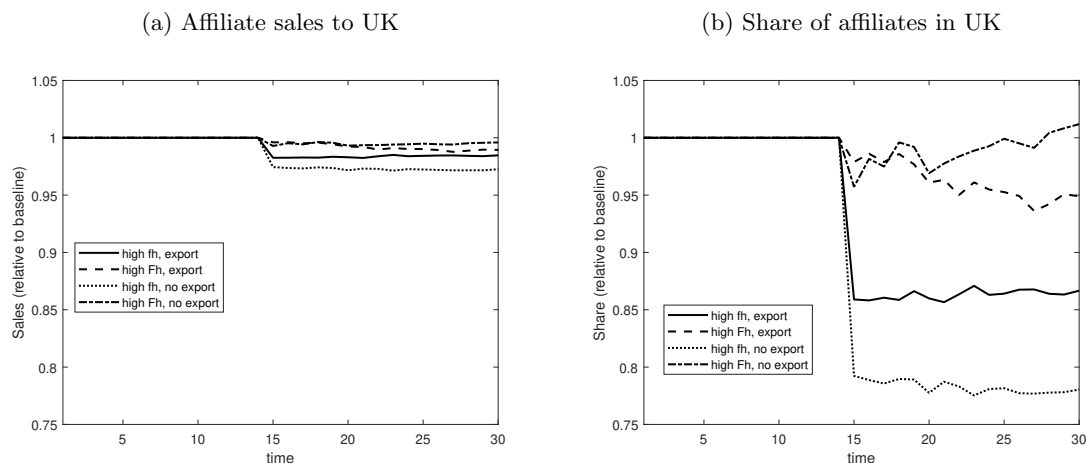 (a) Affiliate sales to UK
1.05
1
0.95
0.9
0.85
0.8
0.75
Sales (relative to baseline)
high fh, export
high Fh, export
high fh, no export
high Fh, no export
5 10 15 20 25 30
time
(b) Share of affiliates in UK
1.05
1
0.95
0.9
0.85
0.8
0.75
Share (relative to baseline)
high fh, export
high Fh, export
high fh, no export
high Fh, no export
5 10 15 20 25 30
time